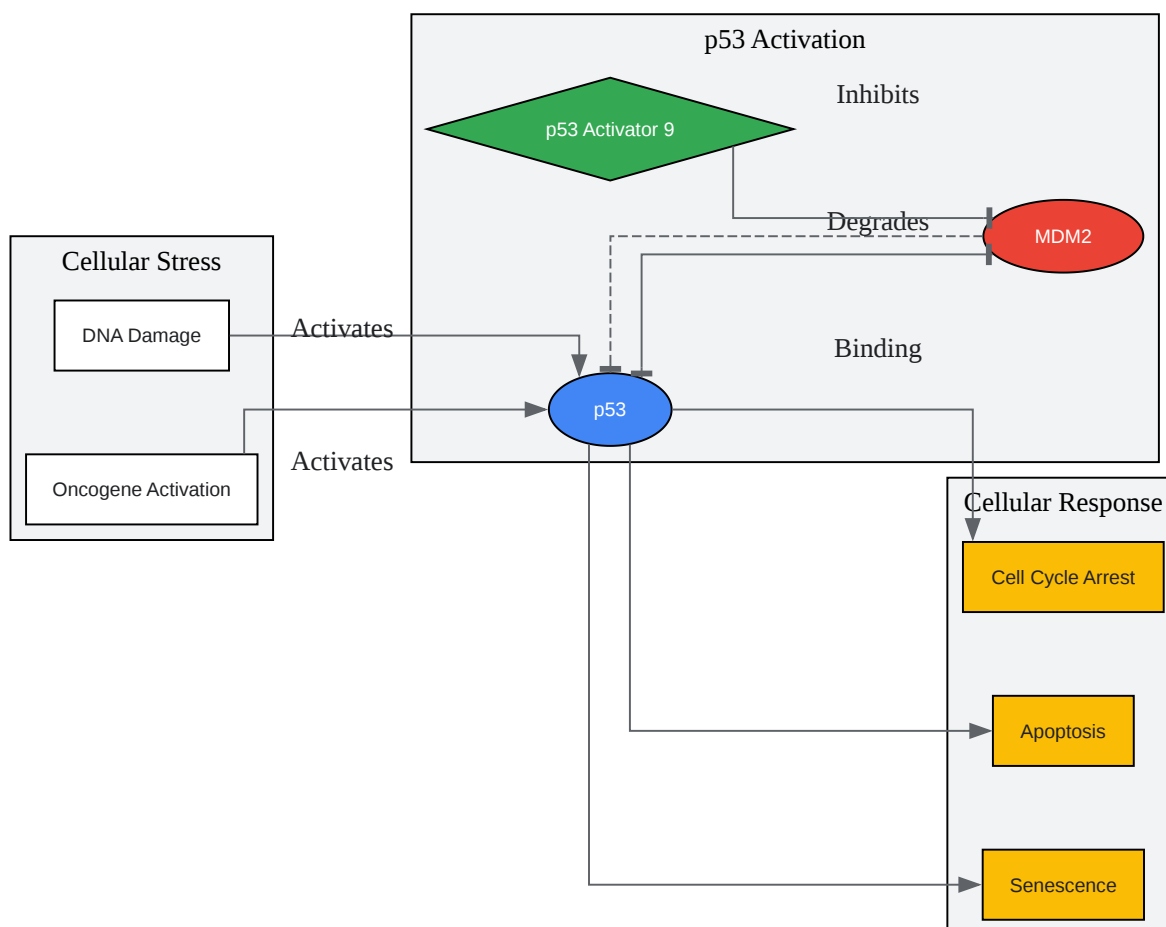 p53 Activation
Inhibits
p53 Activator 9
Degrades
MDM2
Cellular Stress
DNA Damage
Activates
Binding
p53
Activates
Oncogene Activation
Cellular Response
Cell Cycle Arrest
Apoptosis
Senescence